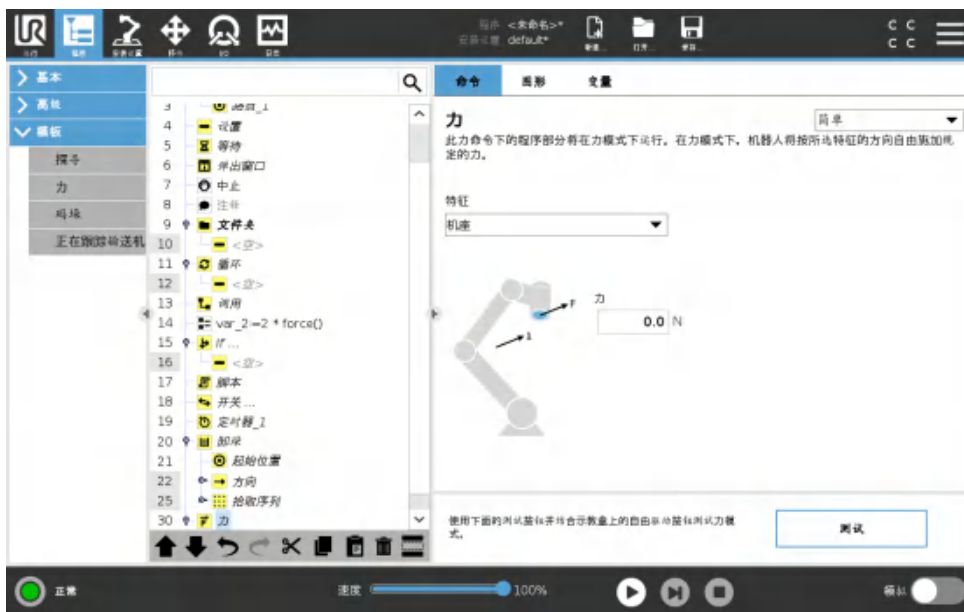 UR
运行
程序
安装设置
移动
I/O
日志
程序 <未命名>*
安装设置 default*
新建...
打开...
保存...
C C
C C
基本
高级
模板
探寻
力
码垛
正在跟踪输送机
3 路点_1
4 设置
5 等待
6 弹出窗口
7 中止
8 注释
9 文件夹
10 <空>
11 循环
12 <空>
13 调用
14 var_2:=2 * force()
15 If ...
16 <空>
17 脚本
18 开关 ...
19 定时器_1
20 卸垛
21 起始位置
22 方向
25 拾取序列
30 力
命令 图形 变量
力
简单
此力命令下的程序部分将在力模式下运行。在力模式下，机器人将按所选特征的方向自由施加规
定的力。
特征
机座
F
1
力
0.0 N
使用下面的测试按钮并结合示教盒上的自由驱动按钮测试力模
式。
测试
正常
速度
100%
模拟